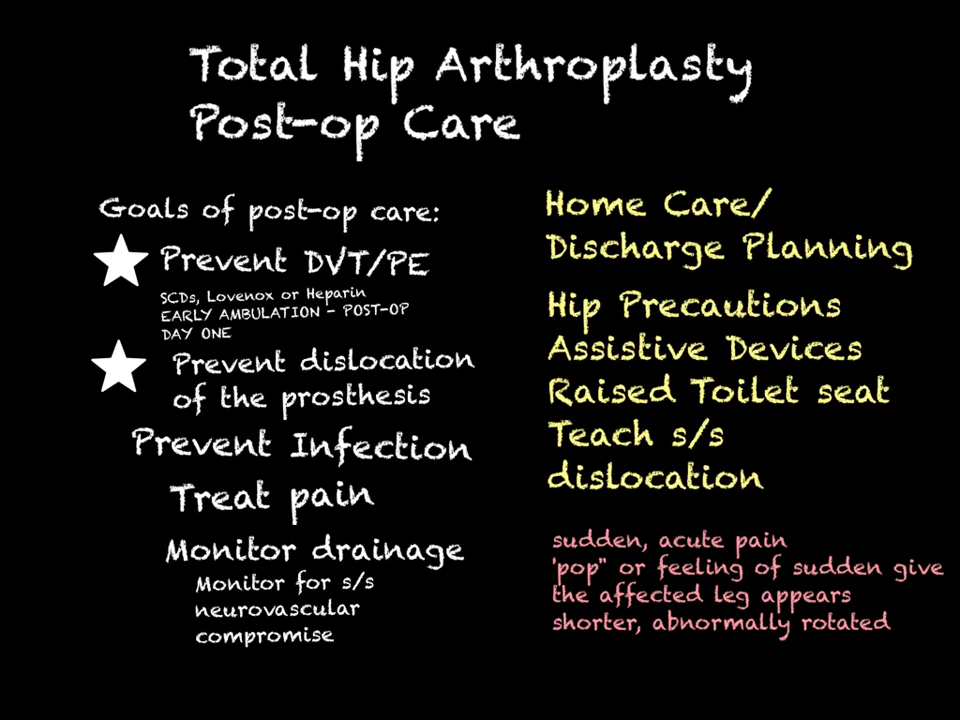 Total Hip Arthroplasty
Post-op Care
Goals of post-op care:
Prevent DVT/PE
SCDs, Lovenox or Heparin
EARLY AMBULATION - POST-OP
DAY ONE
Prevent dislocation
of the prosthesis
Prevent Infection
Treat pain
Monitor drainage
Monitor for s/s
neurovascular
compromise
Home Care/
Discharge Planning
Hip Precautions
Assistive Devices
Raised Toilet seat
Teach s/s
dislocation
sudden, acute pain
'pop" or feeling of sudden give
the affected leg appears
shorter, abnormally rotated